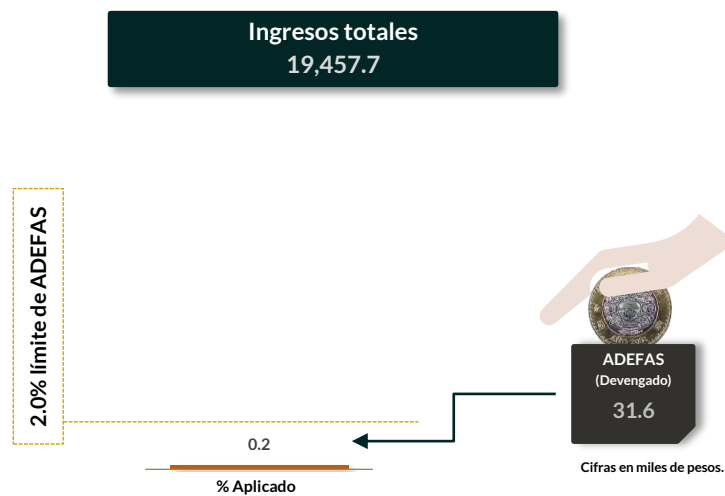 Ingresos totales
19,457.7
2.0% límite de ADEFAS
ADEFAS
(Devengado)
31.6
0.2
% Aplicado
Cifras en miles de pesos.